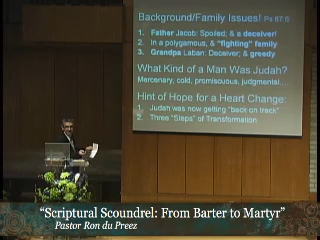 Background/Family Issues! Ps 67:6
1. Father Jacob: Spoiled; & a deceiver!
2. In a polygamous, & "fighting" family
3. Grandpa Laban: Deceiver; & greedy
What Kind of a Man Was Judah?
Mercenary, cold, promiscuous, judgmental....
Hint of Hope for a Heart Change:
1. Judah was now getting "back on track"
2. Three "Steps" of Transformation
"Scriptural Scoundrel: From Barter to Martyr"
Pastor Ron du Preez